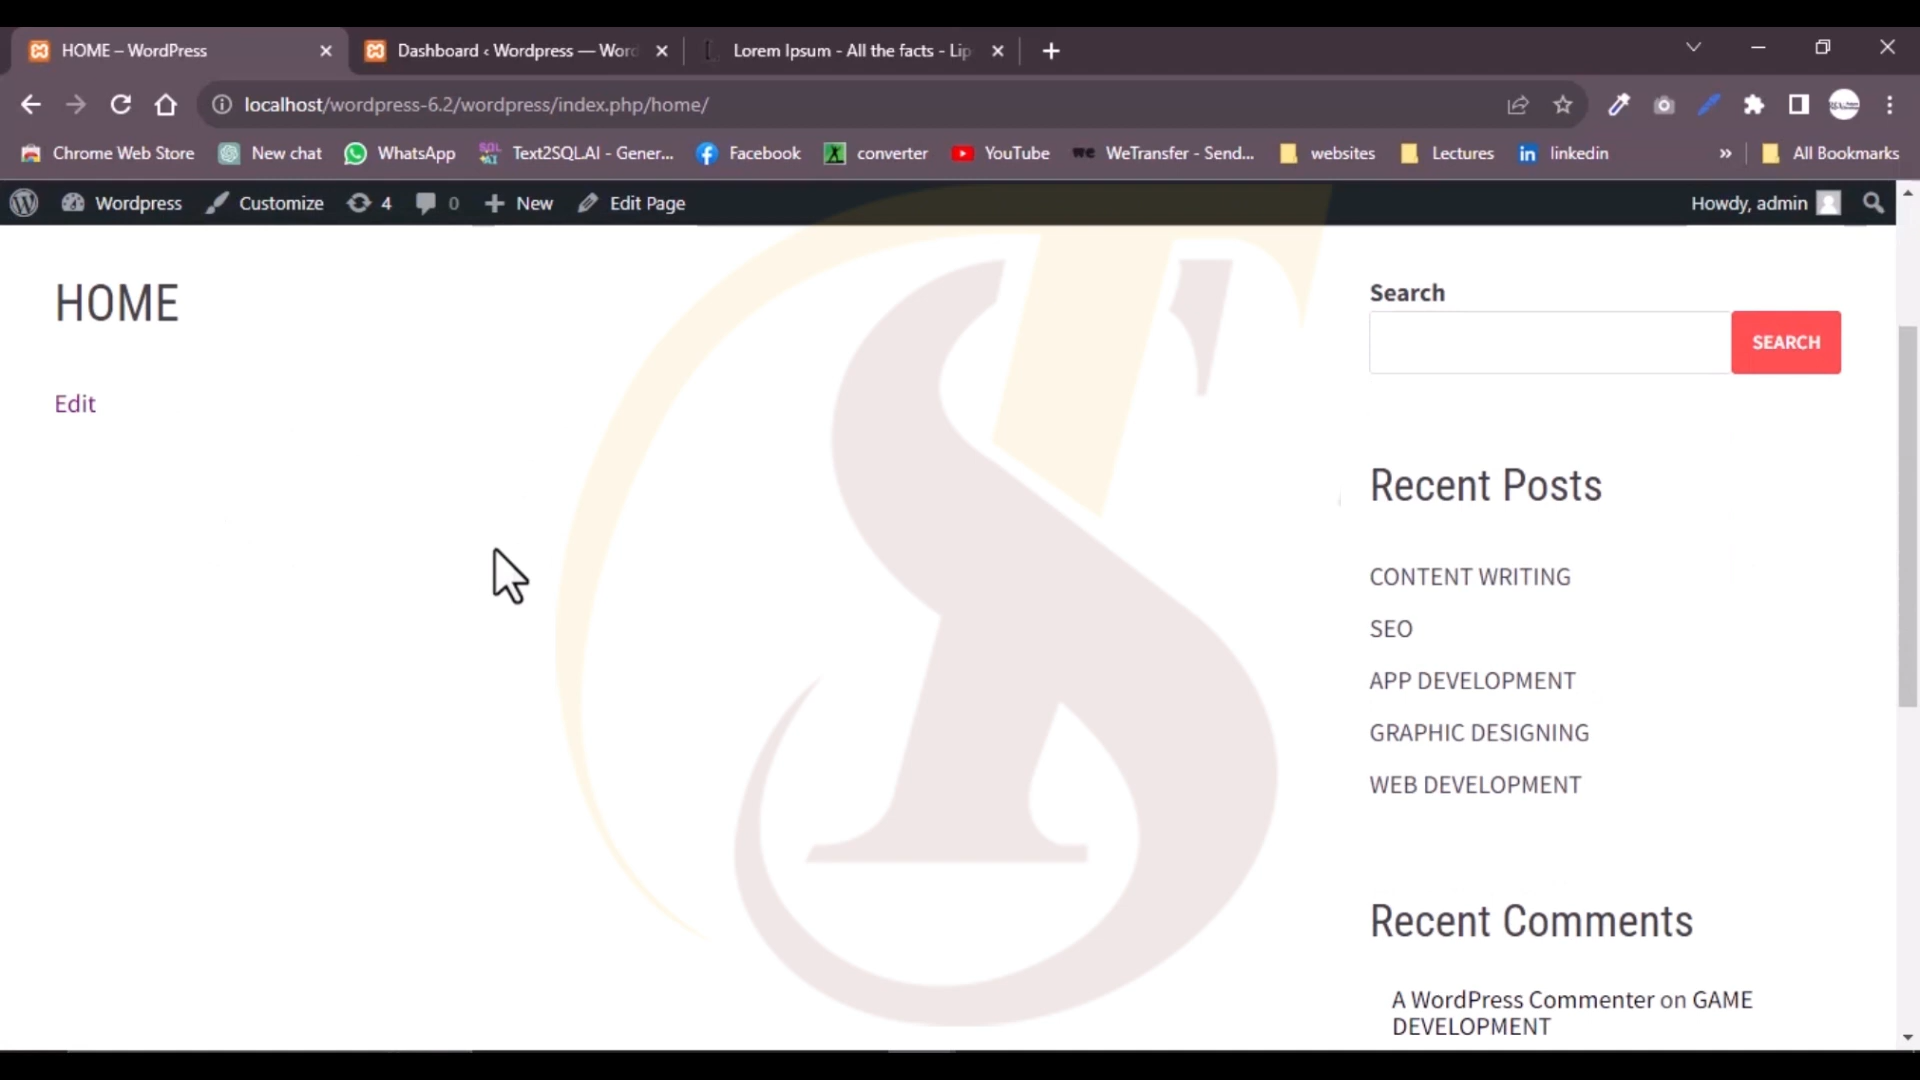 HOME – WordPress
Dashboard ‹ Wordpress — Wor
Lorem Ipsum - All the facts - Lip
localhost/wordpress-6.2/wordpress/index.php/home/
Chrome Web Store
New chat
WhatsApp
Text2SQL.AI - Gener...
Facebook
converter
YouTube
WeTransfer - Send...
websites
Lectures
linkedin
»
All Bookmarks
Wordpress
Customize
4
0
New
Edit Page
Howdy, admin
HOME
Edit
Search
SEARCH
Recent Posts
CONTENT WRITING
SEO
APP DEVELOPMENT
GRAPHIC DESIGNING
WEB DEVELOPMENT
Recent Comments
A WordPress Commenter on GAME
DEVELOPMENT